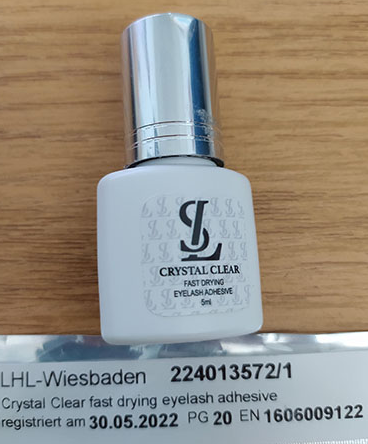 SL
CRYSTAL CLEAR
FAST DRYING
EYELASH ADHESIVE
5ml
LHL-Wiesbaden 224013572/1
Crystal Clear fast drying eyelash adhesive
registriert am 30.05.2022 PG 20 EN 1606009122